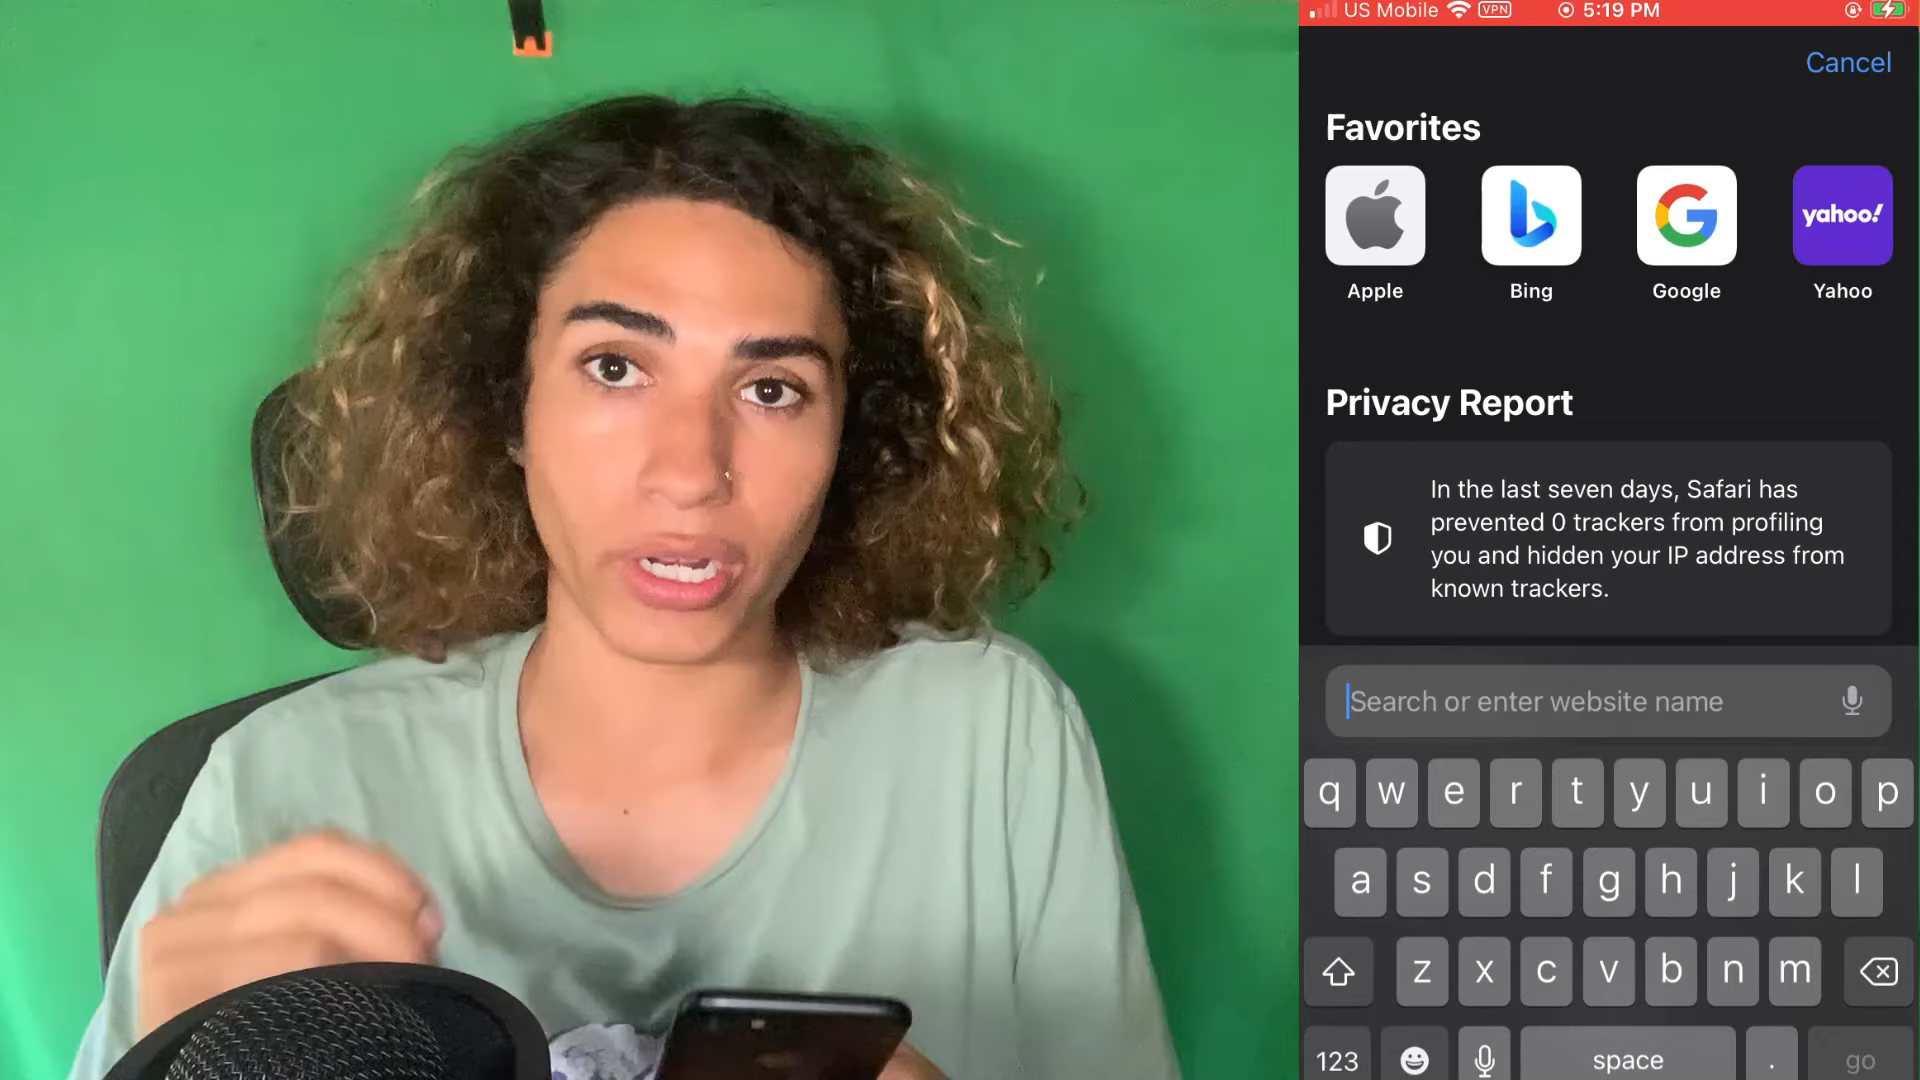 US Mobile VPN 5:19 PM
Cancel
Favorites
yahoo!
Apple Bing Google Yahoo
Privacy Report
In the last seven days, Safari has
prevented 0 trackers from profiling
you and hidden your IP address from
known trackers.
Search or enter website name
q w e r t y u i o p
a s d f g h j k l
z x c v b n m
123 space . go